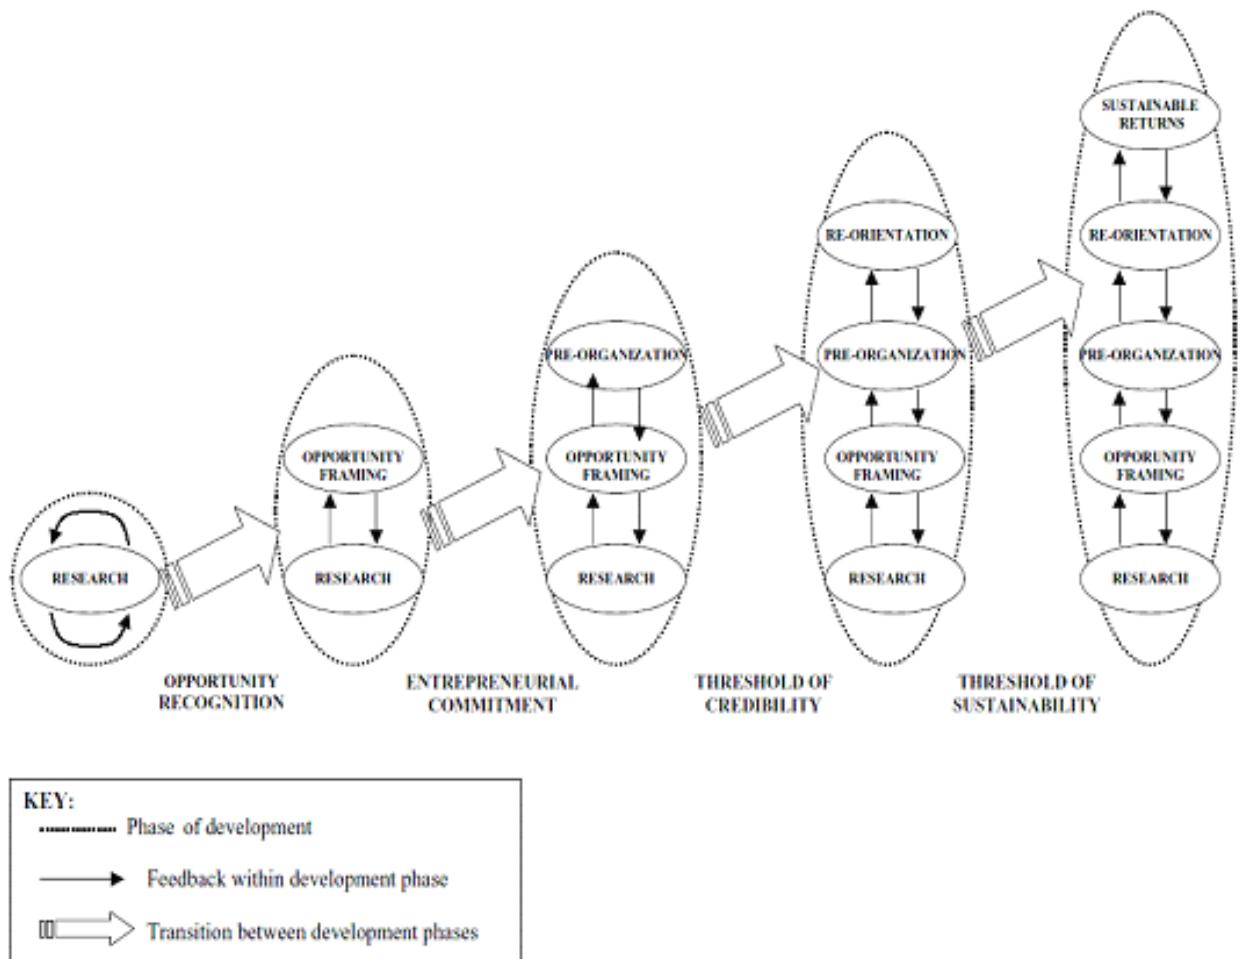 SUSTAINABLE
RETURNS
RE-ORIENTATION
RE-ORIENTATION
PRE-ORGANIZATION
PRE-ORGANIZATION
PRE-ORGANIZATION
OPPORTUNITY
FRAMING
OPPORTUNITY
FRAMING
OPPORTUNITY
FRAMING
OPPORUNITY
FRAMING
RESEARCH
RESEARCH
RESEARCH
RESEARCH
RESEARCH
OPPORTUNITY
RECOGNITION
ENTREPRENEURIAL
COMMITMENT
THRESHOLD OF
CREDIBILITY
THRESHOLD OF
SUSTAINABILITY
KEY:
Phase of development
Feedback within development phase
Transition between development phases